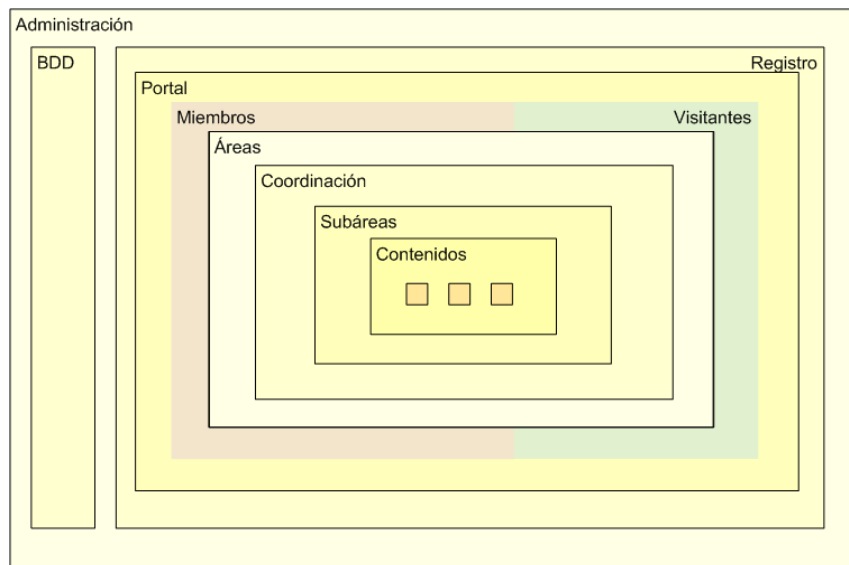 Administración
BDD
Registro
Portal
Miembros
Visitantes
Áreas
Coordinación
Subáreas
Contenidos